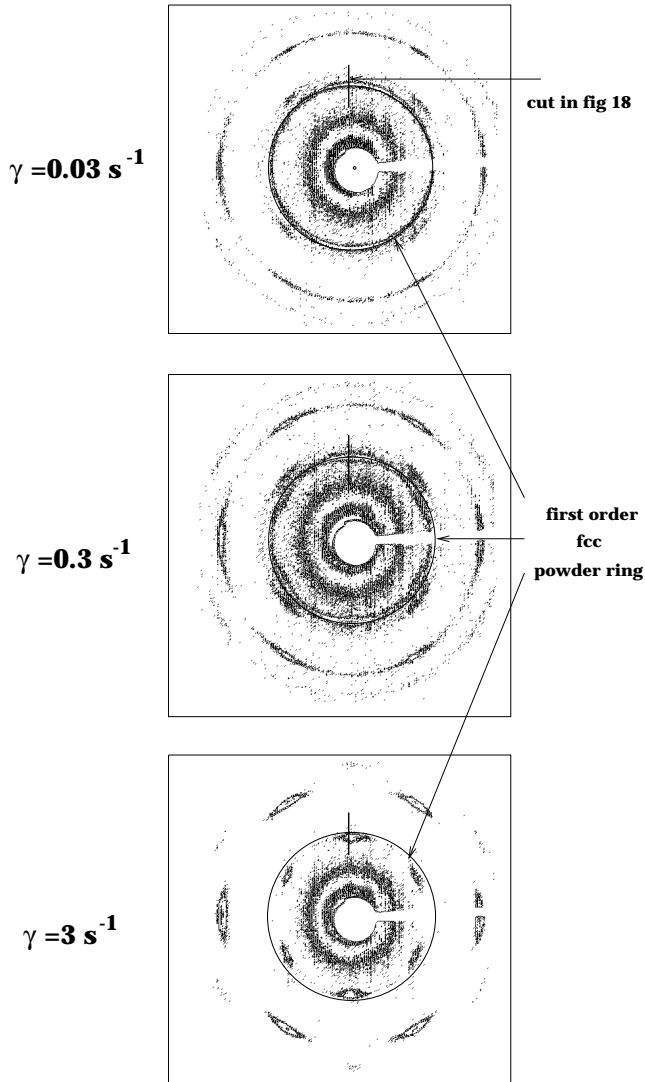 cut in fig 18
γ =0.03 s⁻¹
first order
fcc
powder ring
γ =0.3 s⁻¹
γ =3 s⁻¹